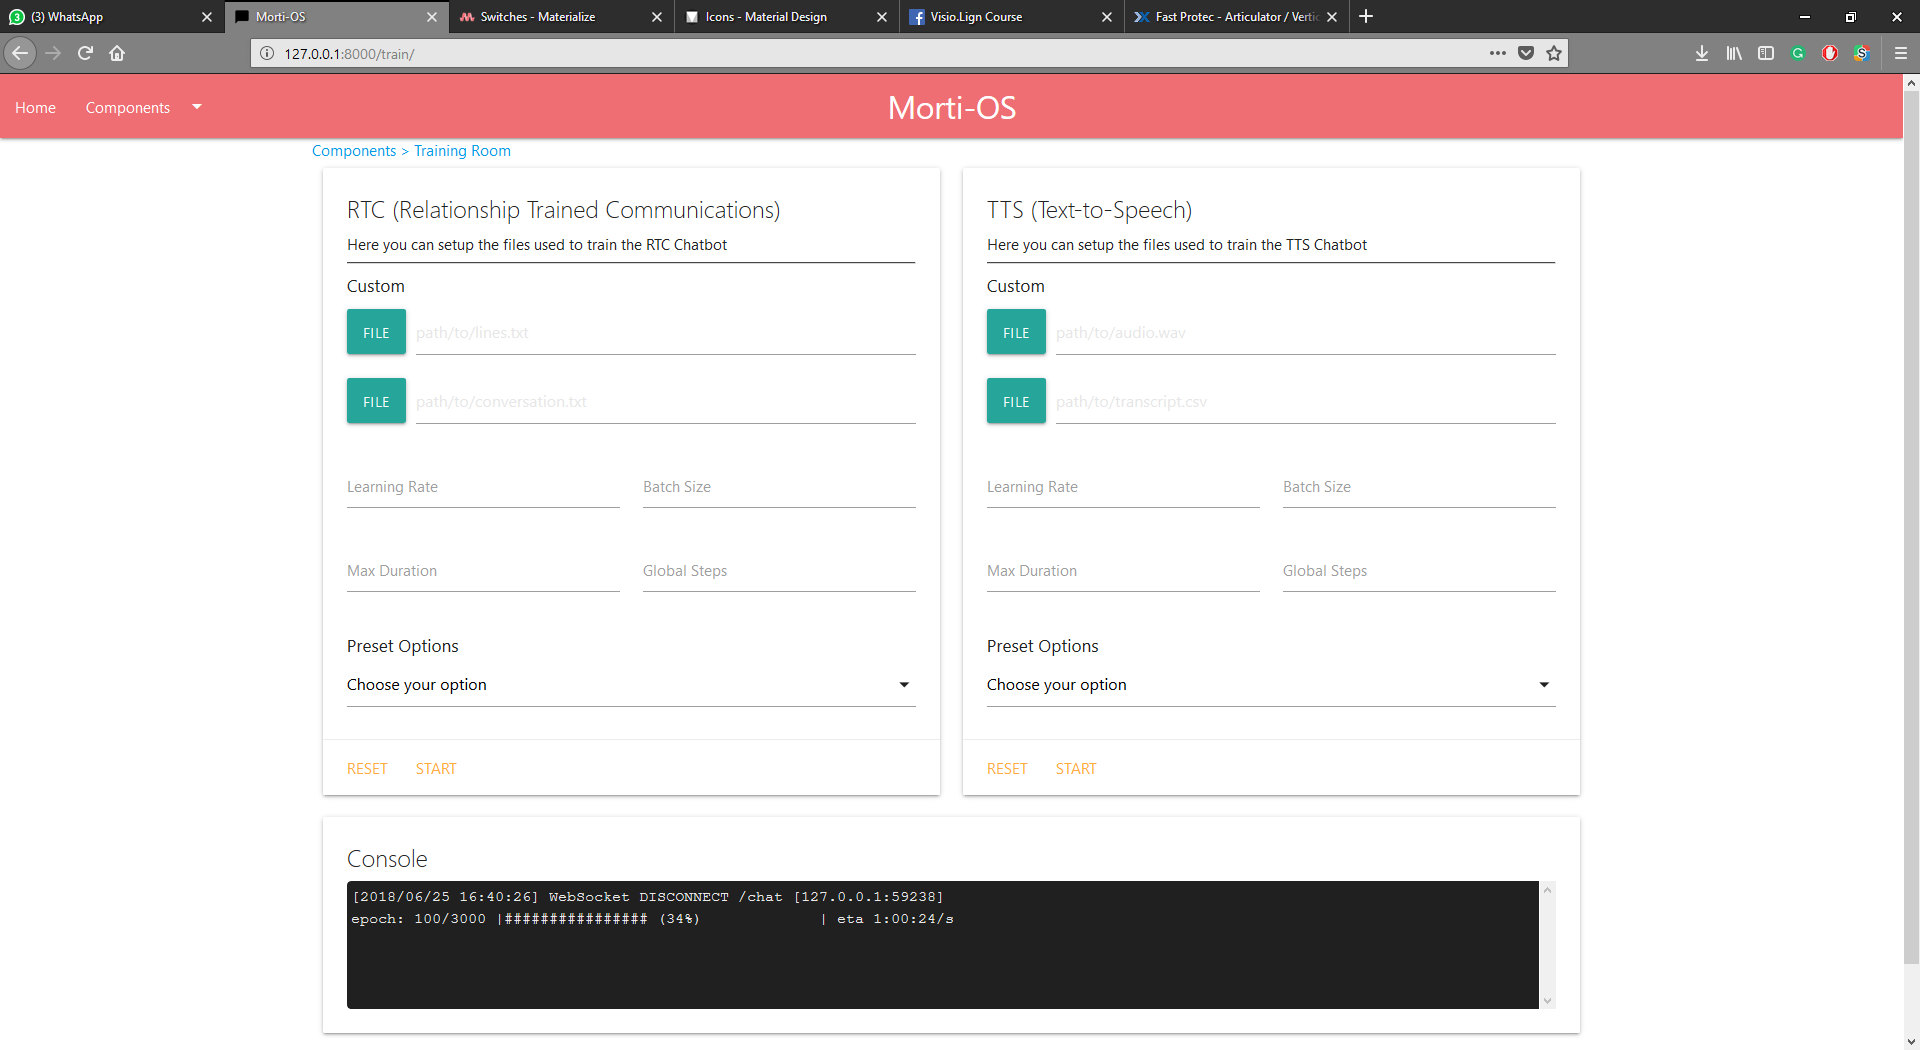 (3) WhatsApp
Morti-OS
Switches - Materialize
Icons - Material Design
Visio.Lign Course
Fast Protec - Articulator / Vertic
127.0.0.1:8000/train/
Home
Components
Morti-OS
Components > Training Room
RTC (Relationship Trained Communications)
Here you can setup the files used to train the RTC Chatbot
Custom
FILE
path/to/lines.txt
FILE
path/to/conversation.txt
Learning Rate
Batch Size
Max Duration
Global Steps
Preset Options
Choose your option
RESET
START
TTS (Text-to-Speech)
Here you can setup the files used to train the TTS Chatbot
Custom
FILE
path/to/audio.wav
FILE
path/to/transcript.csv
Learning Rate
Batch Size
Max Duration
Global Steps
Preset Options
Choose your option
RESET
START
Console
[2018/06/25 16:40:26] WebSocket DISCONNECT /chat [127.0.0.1:59238]
epoch: 100/3000 |################ (34%) | eta 1:00:24/s